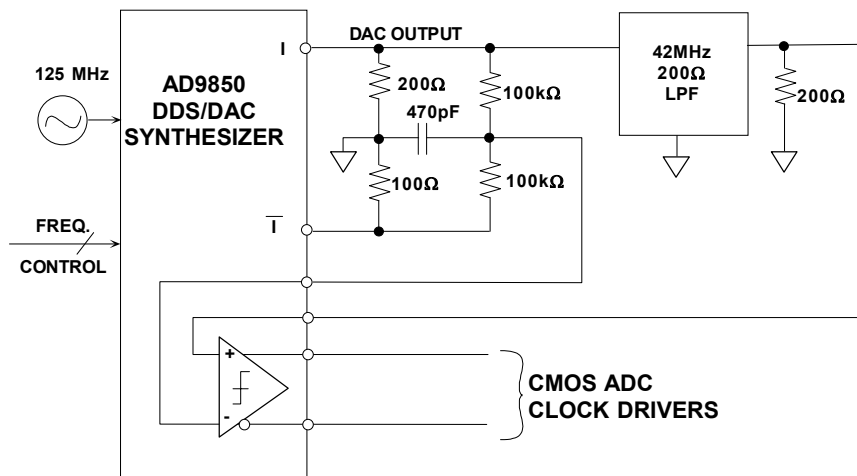 125 MHz
AD9850
DDS/DAC
SYNTHESIZER
FREQ.
CONTROL
I
DAC OUTPUT
200Ω
100kΩ
470pF
100Ω
100kΩ
I
42MHz
200Ω
LPF
200Ω
+
-
CMOS ADC
CLOCK DRIVERS